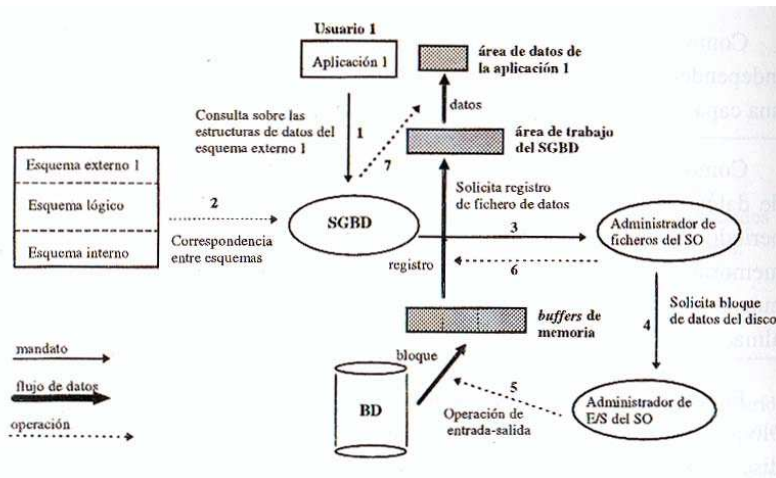 Usuario 1
Aplicación 1
área de datos de
la aplicación 1
datos
Consulta sobre las
estructuras de datos del
esquema externo 1
1
7
área de trabajo
del SGBD
Esquema externo 1
Esquema lógico
Esquema interno
2
Correspondencia
entre esquemas
SGBD
Solicita registro
de fichero de datos
3
6
registro
Administrador de
ficheros del SO
4
Solicita bloque
de datos del disco
buffers de
memoria
bloque
BD
5
Operación de
entrada-salida
Administrador de
E/S del SO
mandato
flujo de datos
operación